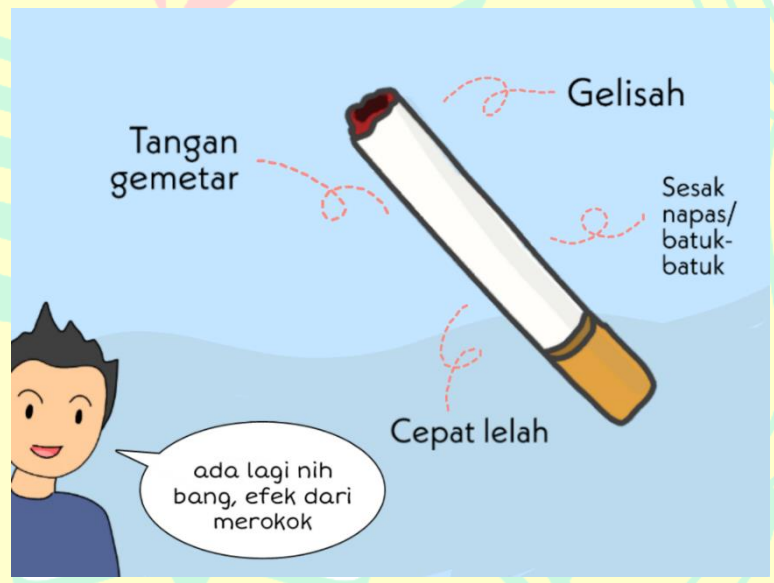 Gelisah
Tangan
gemetar
Sesak
napas/
batuk-
batuk
Cepat lelah
ada lagi nih
bang, efek dari
merokok